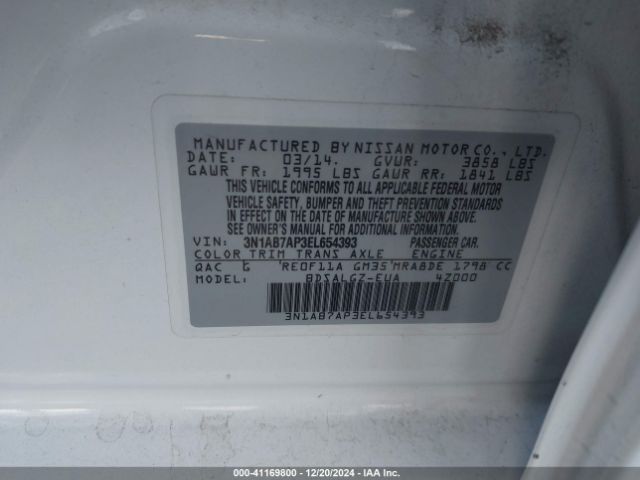 MANUFACTURED BY NISSAN MOTOR CO., LTD.
DATE: 03/14. GVWR: 3858 LBS
GAWR FR: 1995 LBS GAWR RR: 1841 LBS
THIS VEHICLE CONFORMS TO ALL APPLICABLE FEDERAL MOTOR
VEHICLE SAFETY, BUMPER AND THEFT PREVENTION STANDARDS
IN EFFECT ON THE DATE OF MANUFACTURE SHOWN ABOVE.
SEE OWNER'S MANUAL FOR ADDITIONAL INFORMATION.
VIN: 3N1AB7AP3EL654393 PASSENGER CAR.
COLOR TRIM TRANS AXLE ENGINE
QAC G RE0F11A GM35 MRA8DE 1798 CC
MODEL: BDSALGZ-EUA 4Z000
3N1AB7AP3EL654393
000-41169800 | 12/20/2024 - IAA Inc.